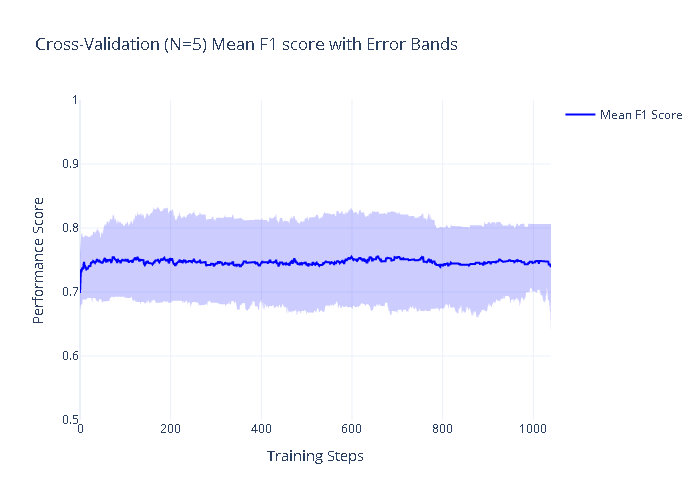 Cross-Validation (N=5) Mean F1 score with Error Bands
Mean F1 Score
Performance Score
1
0.9
0.8
0.7
0.6
0.5
0 200 400 600 800 1000
Training Steps